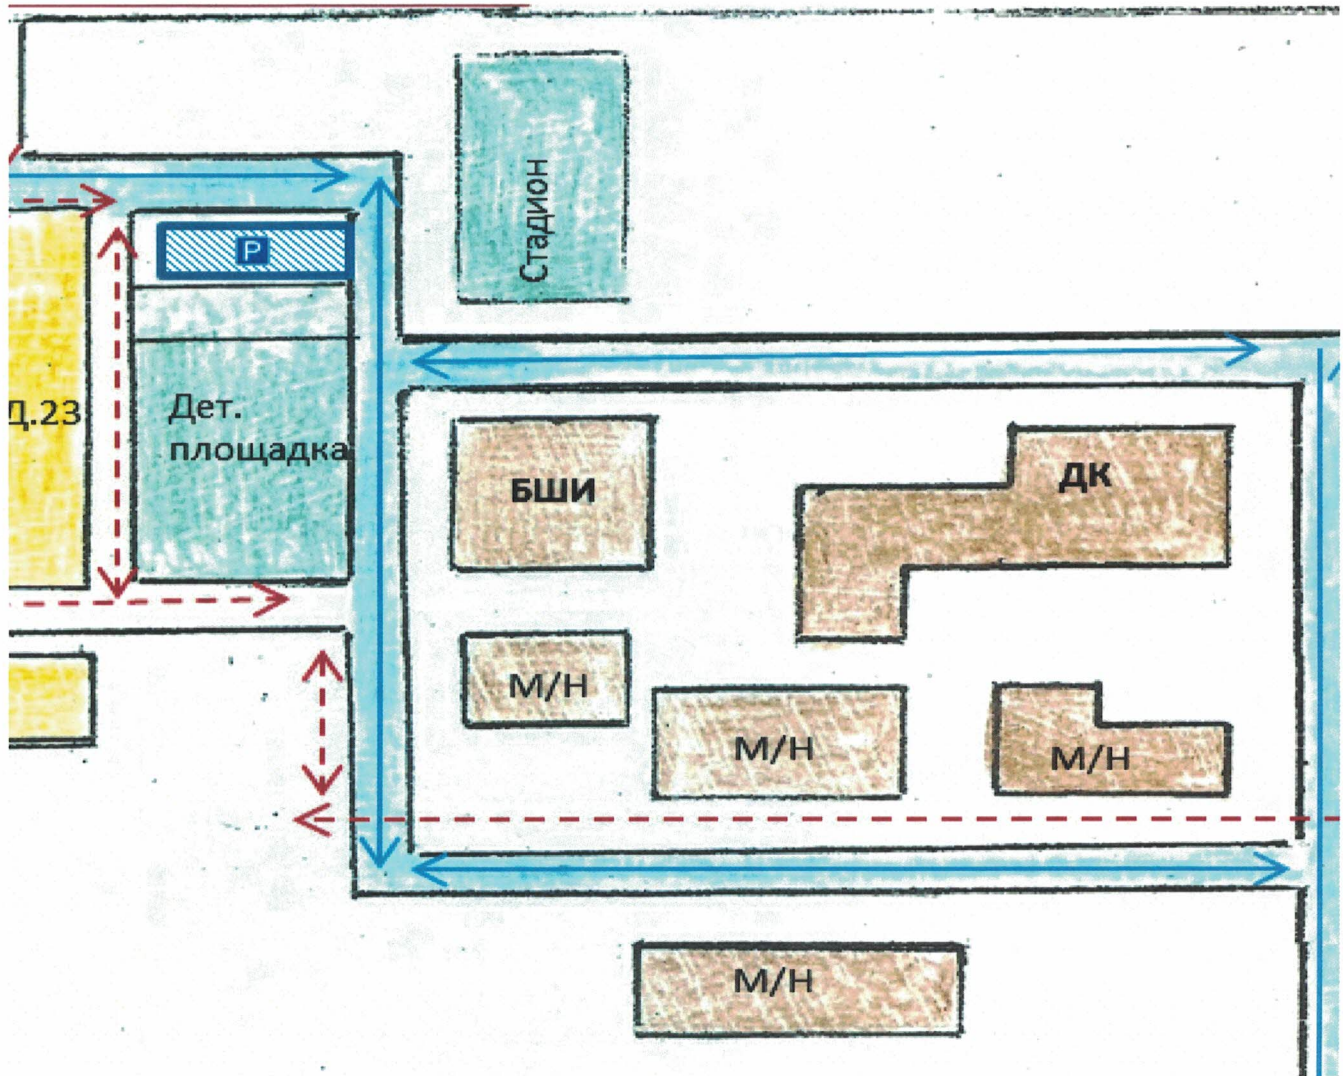 Стадион
P
Д.23
Дет.
площадка
БШИ
ДК
М/Н
М/Н
М/Н
М/Н